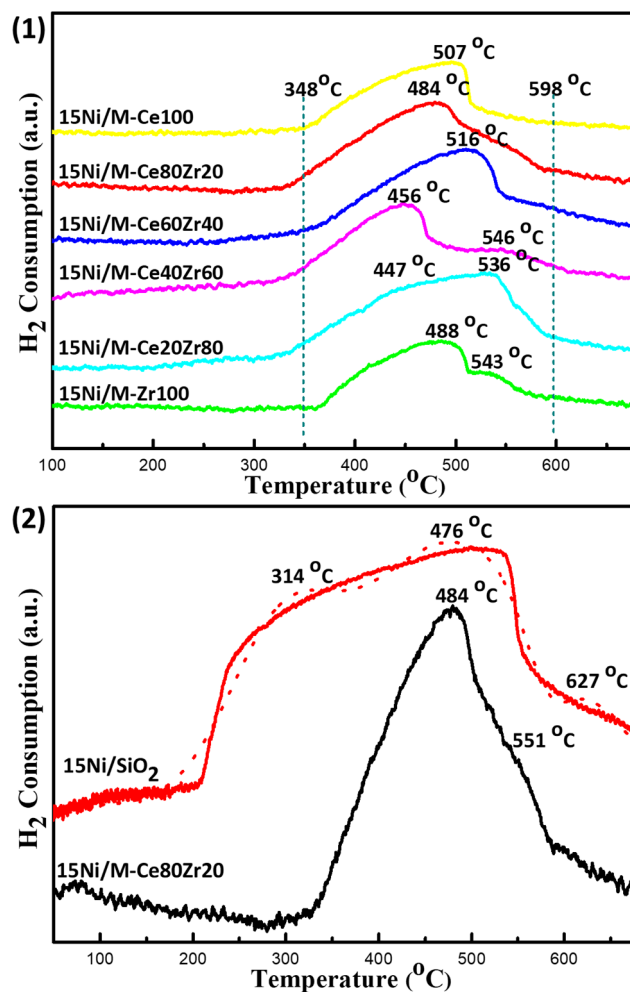 (1)
507 °C
348 °C
484 °C
598 °C
15Ni/M-Ce100
516 °C
15Ni/M-Ce80Zr20
456 °C
15Ni/M-Ce60Zr40
546 °C
15Ni/M-Ce40Zr60
447 °C
536 °C
15Ni/M-Ce20Zr80
488 °C
543 °C
15Ni/M-Zr100
H2 Consumption (a.u.)
100 200 300 400 500 600
Temperature (°C)
(2)
476 °C
314 °C
484 °C
627 °C
551 °C
15Ni/SiO2
15Ni/M-Ce80Zr20
H2 Consumption (a.u.)
100 200 300 400 500 600
Temperature (°C)